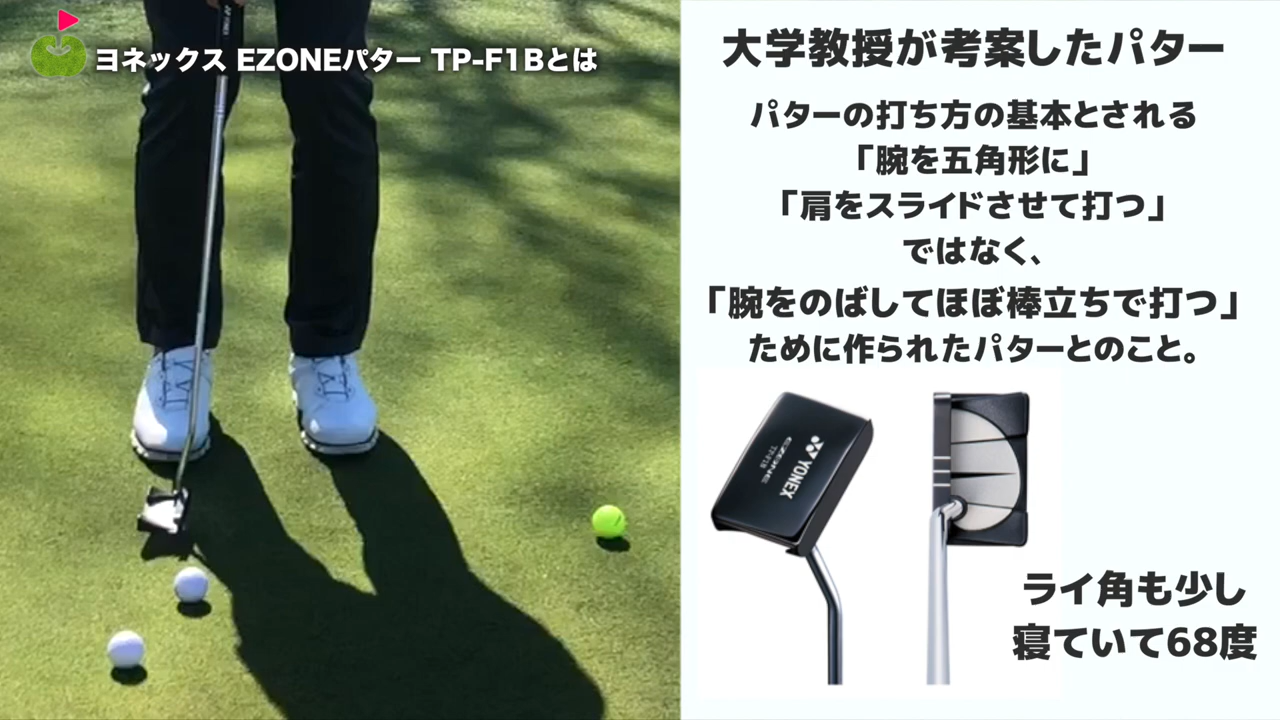 ヨネックス EZONEパター TP-F1Bとは
大学教授が考案したパター
パターの打ち方の基本とされる
「腕を五角形に」
「肩をスライドさせて打つ」
ではなく、
「腕をのばしてほぼ棒立ちで打つ」
ために作られたパターとのこと。
YONEX
EZONE
TP-F1B
YONEX
ライ角も少し
寝ていて68度